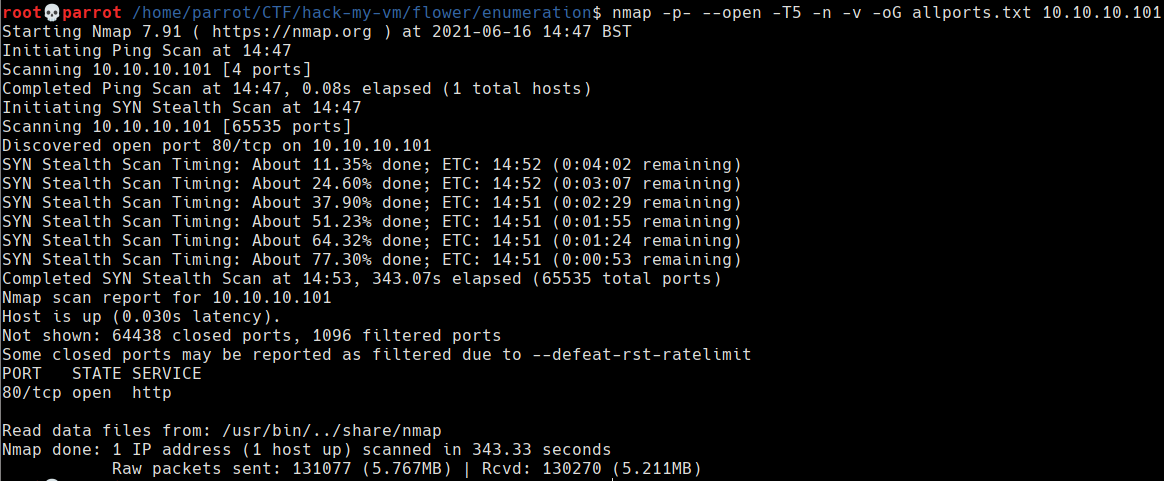 root💀parrot /home/parrot/CTF/hack-my-vm/flower/enumeration$ nmap -p- --open -T5 -n -v -oG allports.txt 10.10.10.101
Starting Nmap 7.91 ( https://nmap.org ) at 2021-06-16 14:47 BST
Initiating Ping Scan at 14:47
Scanning 10.10.10.101 [4 ports]
Completed Ping Scan at 14:47, 0.08s elapsed (1 total hosts)
Initiating SYN Stealth Scan at 14:47
Scanning 10.10.10.101 [65535 ports]
Discovered open port 80/tcp on 10.10.10.101
SYN Stealth Scan Timing: About 11.35% done; ETC: 14:52 (0:04:02 remaining)
SYN Stealth Scan Timing: About 24.60% done; ETC: 14:52 (0:03:07 remaining)
SYN Stealth Scan Timing: About 37.90% done; ETC: 14:51 (0:02:29 remaining)
SYN Stealth Scan Timing: About 51.23% done; ETC: 14:51 (0:01:55 remaining)
SYN Stealth Scan Timing: About 64.32% done; ETC: 14:51 (0:01:24 remaining)
SYN Stealth Scan Timing: About 77.30% done; ETC: 14:51 (0:00:53 remaining)
Completed SYN Stealth Scan at 14:53, 343.07s elapsed (65535 total ports)
Nmap scan report for 10.10.10.101
Host is up (0.030s latency).
Not shown: 64438 closed ports, 1096 filtered ports
Some closed ports may be reported as filtered due to --defeat-rst-ratelimit
PORT   STATE SERVICE
80/tcp open  http
Read data files from: /usr/bin/../share/nmap
Nmap done: 1 IP address (1 host up) scanned in 343.33 seconds
Raw packets sent: 131077 (5.767MB) | Rcvd: 130270 (5.211MB)